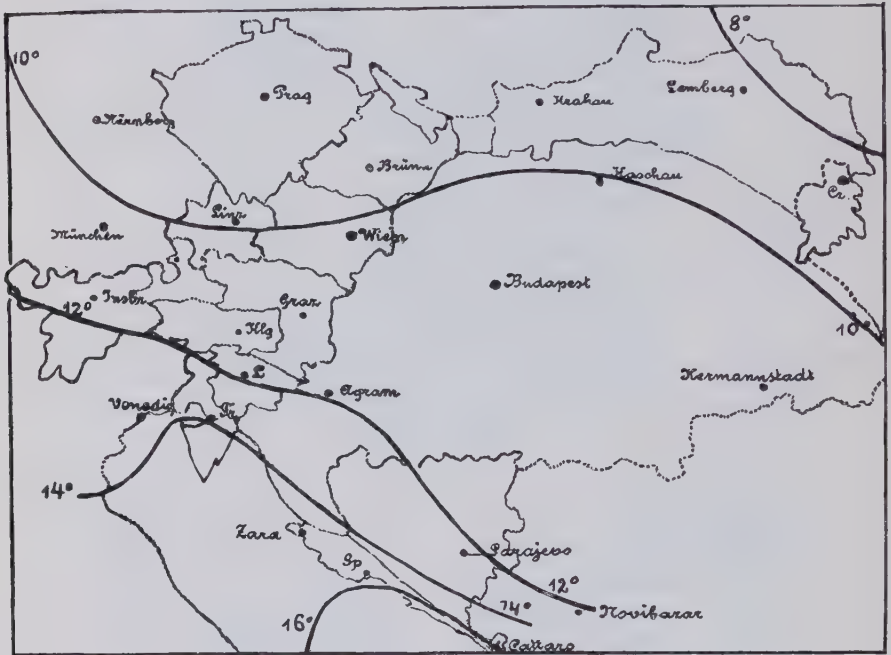 8°
10°
Prag
Krakau
Lemberg
Nürnberg
Brünn
Kaschau
Cz.
Linz
München
Wien
Budapest
Insbr
12°
Graz
Klg
10°
L
Agram
Hermannstadt
Venedig
Tr.
14°
Zara
Sarajevo
Sp
12°
14°
Novibazar
16°
Cattaro